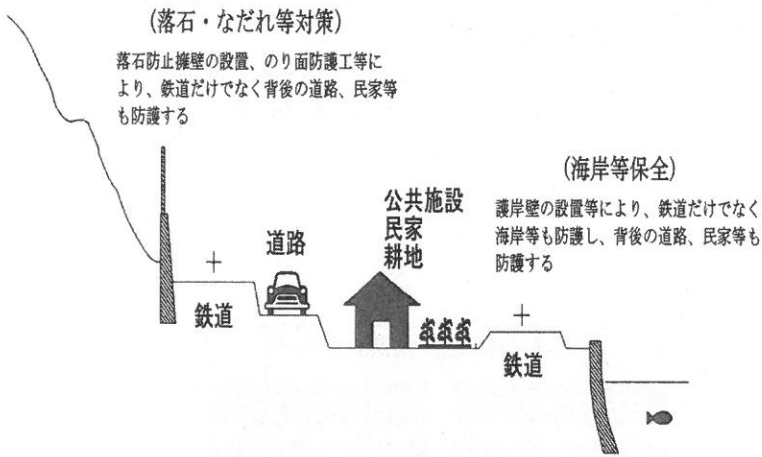 (落石・なだれ等対策)
落石防止擁壁の設置、のり面防護工等に
より、鉄道だけでなく背後の道路、民家等
も防護する
(海岸等保全)
護岸壁の設置等により、鉄道だけでなく
海岸等も防護し、背後の道路、民家等も
防護する
公共施設
民家
耕地
道路
鉄道
鉄道